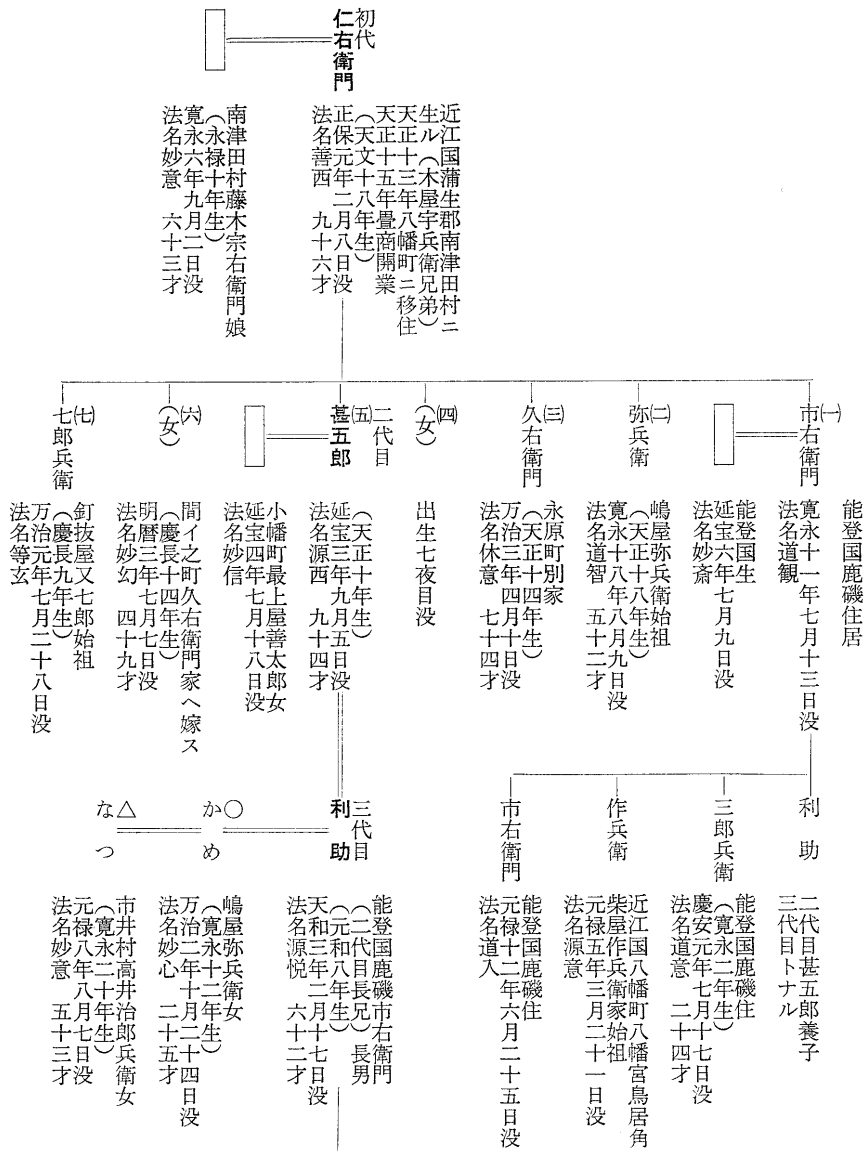 初代
仁右衛門
近江国蒲生郡南津田村ニ
生ル（木屋宇兵衛兄弟）
天正十三年八幡町ニ移住
天正十五年畳商開業
（天文十八年生）
正保元年二月八日没
法名善西　九十六才
南津田村藤木宗右衛門娘
（永禄十年生）
寛永六年九月二日没
法名妙意　六十三才
㈠
市右衛門
能登国鹿磯住居
寛永十一年七月十三日没
法名道観
能登国生
延宝六年七月九日没
法名妙斎
㈡
弥兵衛
嶋屋弥兵衛始祖
（天正十八年生）
寛永十八年八月九日没
法名道智　五十二才
㈢
久右衛門
永原町別家
（天正十四年生）
万治三年四月十日没
法名休意　七十四才
㈣
（女）
出生七夜目没
二代目
㈤
甚五郎
（天正十年生）
延宝三年九月五日没
法名源西　九十四才
小幡町最上屋善太郎女
延宝四年七月十八日没
法名妙信
㈥
（女）
間イ之町久右衛門家ヘ嫁ス
（慶長十四年生）
明暦三年七月七日没
法名妙幻　四十九才
㈦
七郎兵衛
釘抜屋又七郎始祖
（慶長九年生）
万治元年七月二十八日没
法名等玄
利助
二代目甚五郎養子
三代目トナル
三郎兵衛
能登国鹿磯住
（寛永二年生）
慶安元年七月十七日没
法名道意　二十四才
作兵衛
近江国八幡町八幡宮鳥居角
柴屋作兵衛家始祖
元禄五年三月二十一日没
法名源意
市右衛門
能登国鹿磯住
元禄十二年六月二十五日没
法名道入
三代目
利助
能登国鹿磯市右衛門
（二代目長兄）長男
（元和八年生）
天和三年二月十七日没
法名源悦　六十二才
○
かめ
嶋屋弥兵衛女
（寛永十二年生）
万治二年十月二十四日没
法名妙心　二十五才
△
なつ
市井村高井治郎兵衛女
（寛永二十年生）
元禄八年八月七日没
法名妙意　五十三才